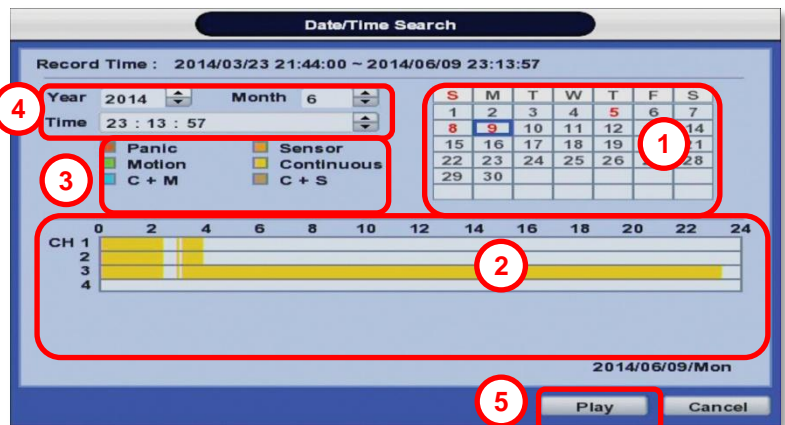 Date/Time Search
Record Time : 2014/03/23 21:44:00 ~ 2014/06/09 23:13:57
4
Year 2014 Month 6
Time 23 : 13 : 57
S M T W T F S
1 2 3 4 5 6 7
8 9 10 11 12 14
15 16 17 18 19 21
22 23 24 25 26 28
29 30
1
3
Panic Sensor
Motion Continuous
C + M C + S
0 2 4 6 8 10 12 14 16 18 20 22 24
CH 1
2
3
4
2
2014/06/09/Mon
5
Play Cancel